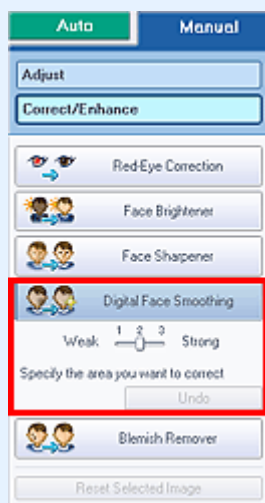 Auto Manual
Adjust
Correct/Enhance
Red-Eye Correction
Face Brightener
Face Sharpener
Digital Face Smoothing
1 2 3
Weak Strong
Specify the area you want to correct
Undo
Blemish Remover
Reset Selected Image